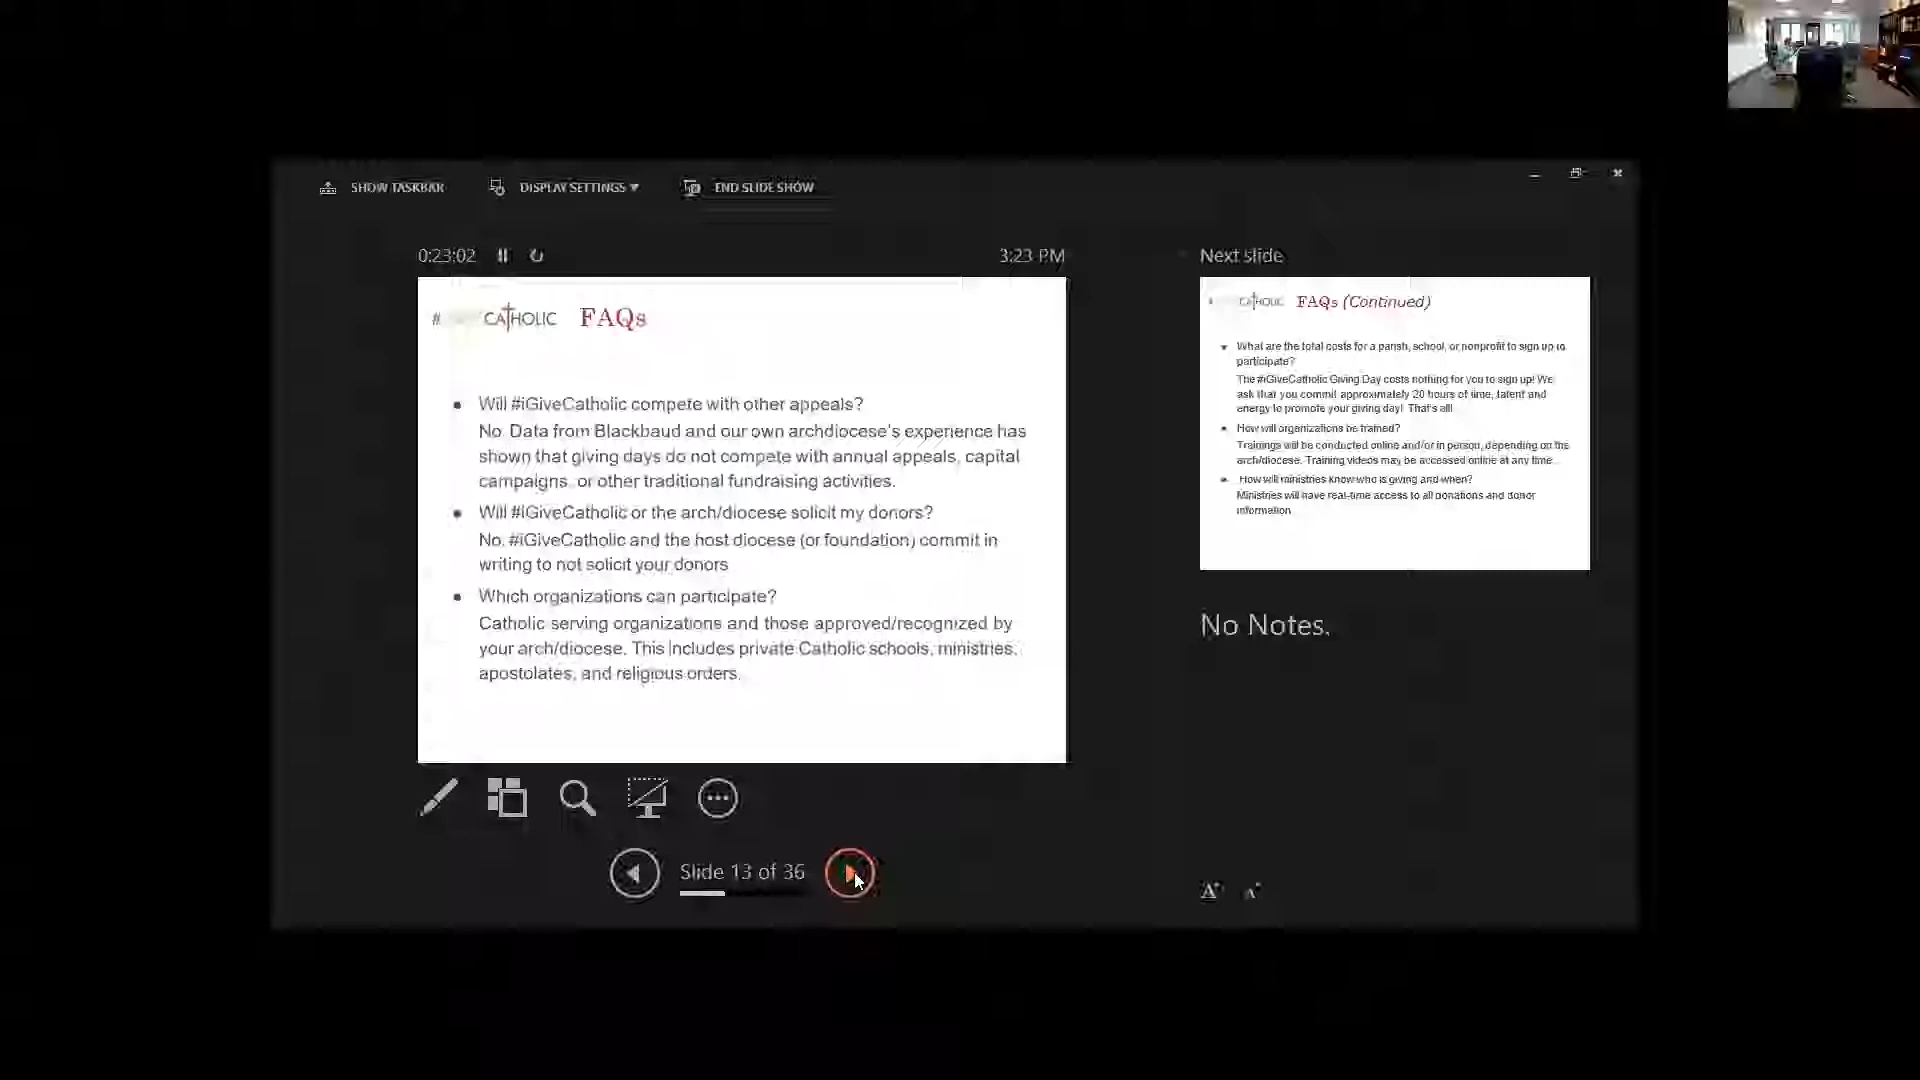 SHOW TASKBAR
DISPLAY SETTINGS
END SLIDE SHOW
0:23:02
3:23 PM
# CATHOLIC FAQs
Will #iGiveCatholic compete with other appeals?
No. Data from Blackbaud and our own archdiocese's experience has
shown that giving days do not compete with annual appeals, capital
campaigns, or other traditional fundraising activities.
Will #iGiveCatholic or the arch/diocese solicit my donors?
No. #iGiveCatholic and the host diocese (or foundation) commit in
writing to not solicit your donors
Which organizations can participate?
Catholic serving organizations and those approved/recognized by
your arch/diocese. This includes private Catholic schools, ministries,
apostolates, and religious orders.
Slide 13 of 36
Next slide
CATHOLIC FAQs (Continued)
What are the total costs for a parish, school, or nonprofit to sign up to
participate?
The #iGiveCatholic Giving Day costs nothing for you to sign up! We
ask that you commit approximately 20 hours of time, talent and
energy to promote your giving day! That's all!
How will organizations be trained?
Trainings will be conducted online and/or in person, depending on the
arch/diocese. Training videos may be accessed online at any time.
How will ministries know who is giving and when?
Ministries will have real-time access to all donations and donor
information
No Notes.
A A